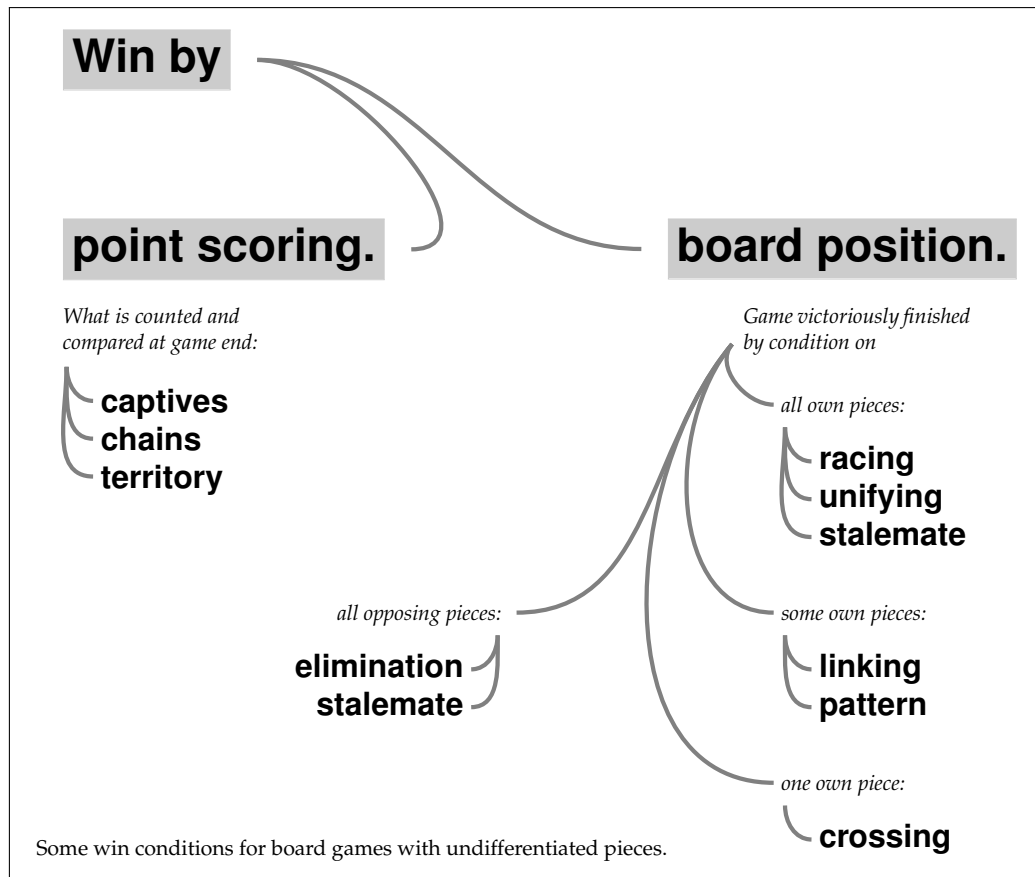 Win by
point scoring.
What is counted and
compared at game end:
captives
chains
territory
board position.
Game victoriously finished
by condition on
all own pieces:
racing
unifying
stalemate
all opposing pieces:
elimination
stalemate
some own pieces:
linking
pattern
one own piece:
crossing
Some win conditions for board games with undifferentiated pieces.